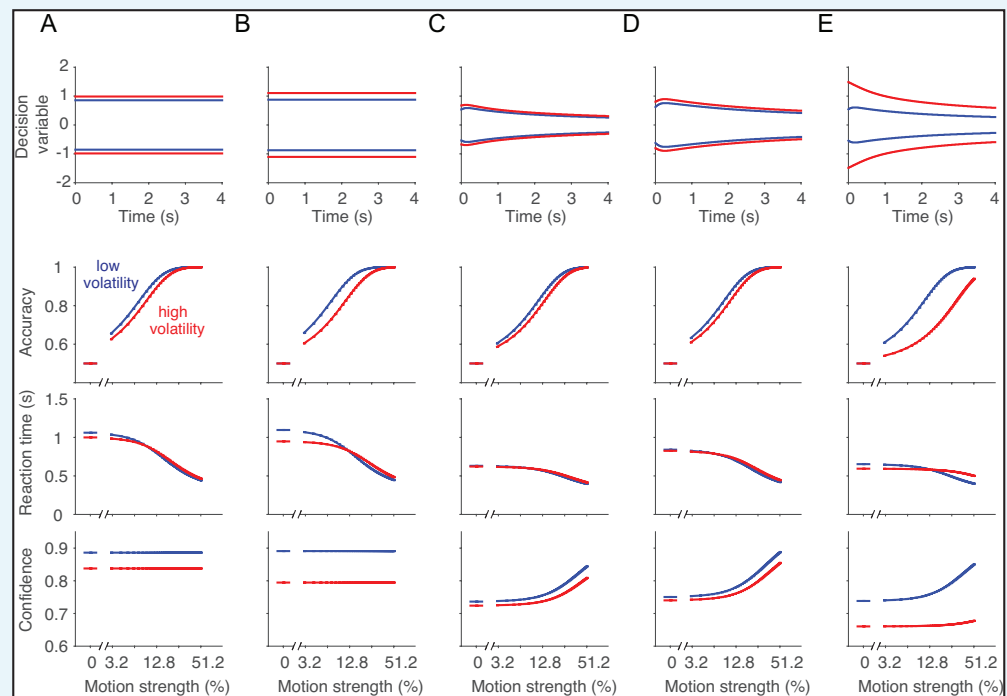 A B C D E
Decision
variable
2
1
0
-1
-2
0 1 2 3 4
0 1 2 3 4
0 1 2 3 4
0 1 2 3 4
0 1 2 3 4
Time (s) Time (s) Time (s) Time (s) Time (s)
Accuracy
1
0.8
0.6
low
volatility
high
volatility
Reaction time (s)
1.5
1
0.5
0
Confidence
0.9
0.8
0.7
0.6
0 3.2 12.8 51.2
0 3.2 12.8 51.2
0 3.2 12.8 51.2
0 3.2 12.8 51.2
0 3.2 12.8 51.2
Motion strength (%) Motion strength (%) Motion strength (%) Motion strength (%) Motion strength (%)